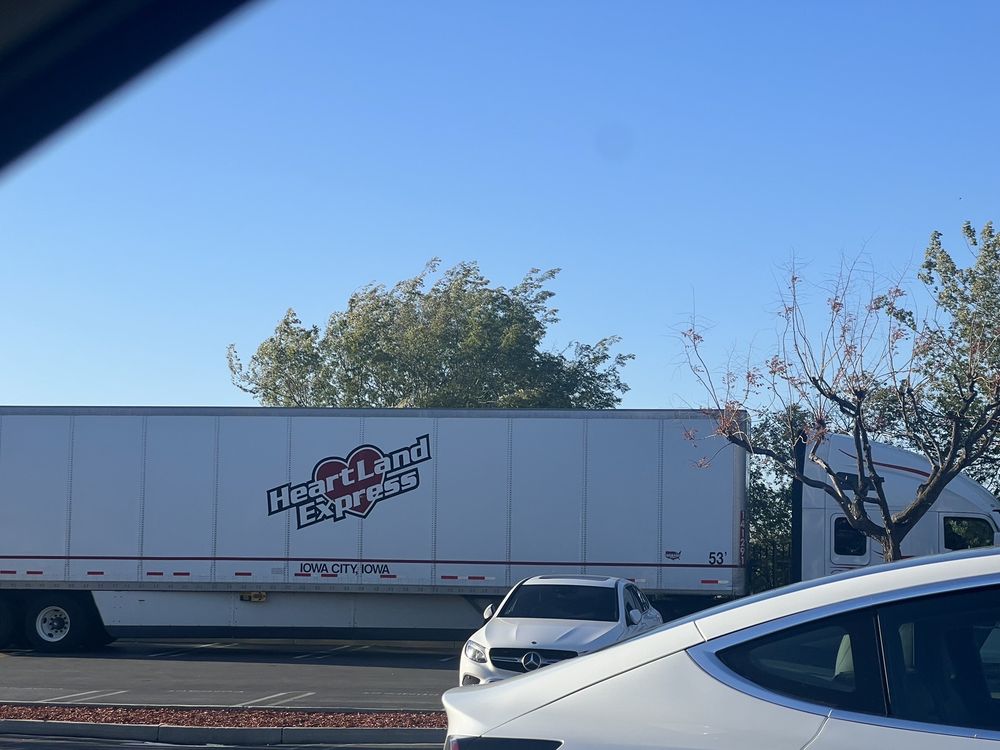 HeartLand
Express
IOWA CITY, IOWA
53'